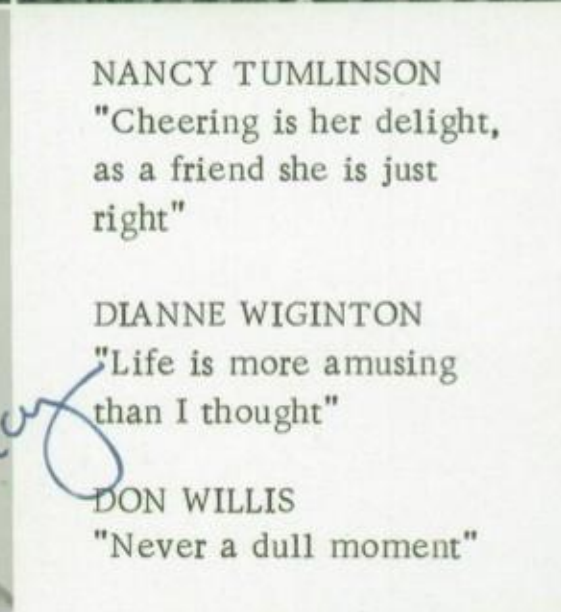 NANCY TUMLINSON
"Cheering is her delight,
as a friend she is just
right"
DIANNE WIGINTON
"Life is more amusing
than I thought"
DON WILLIS
"Never a dull moment"